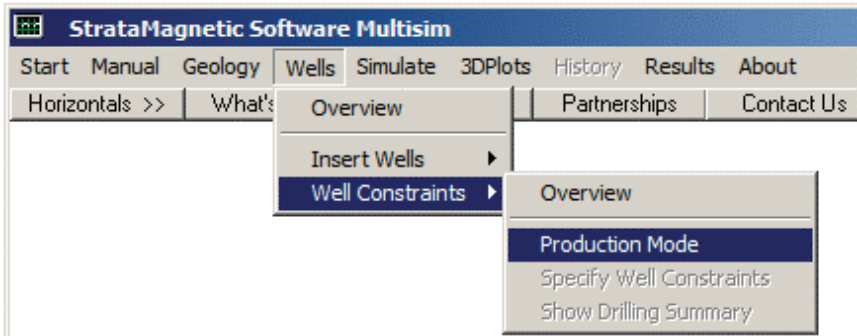 StrataMagnetic Software Multisim
Start Manual Geology Wells Simulate 3DPlots History Results About
Horizontals >> What's Partnerships Contact Us
Overview
Insert Wells
Well Constraints
Overview
Production Mode
Specify Well Constraints
Show Drilling Summary